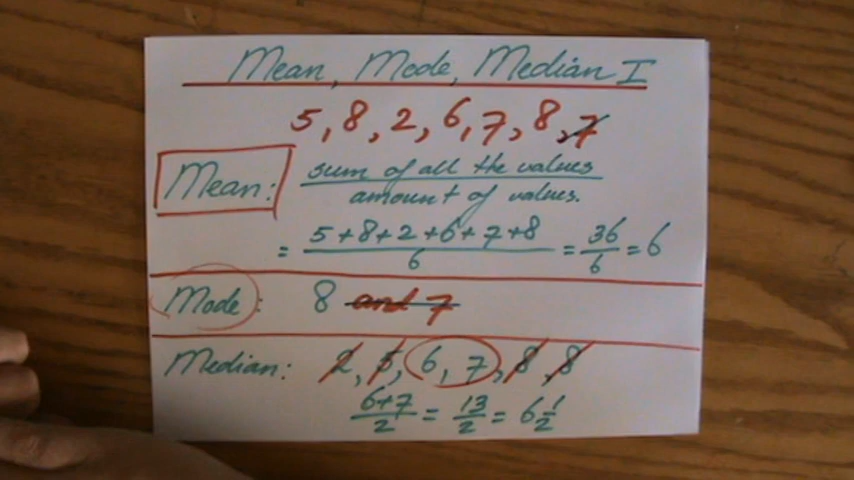 Mean, Mode, Median I
5, 8, 2, 6, 7, 8, 7
Mean: sum of all the values
amount of values.
= 5+8+2+6+7+8 / 6 = 36/6 = 6
Mode: 8 and 7
Median: 2, 5, 6, 7, 8, 8
6+7 / 2 = 13/2 = 6 1/2